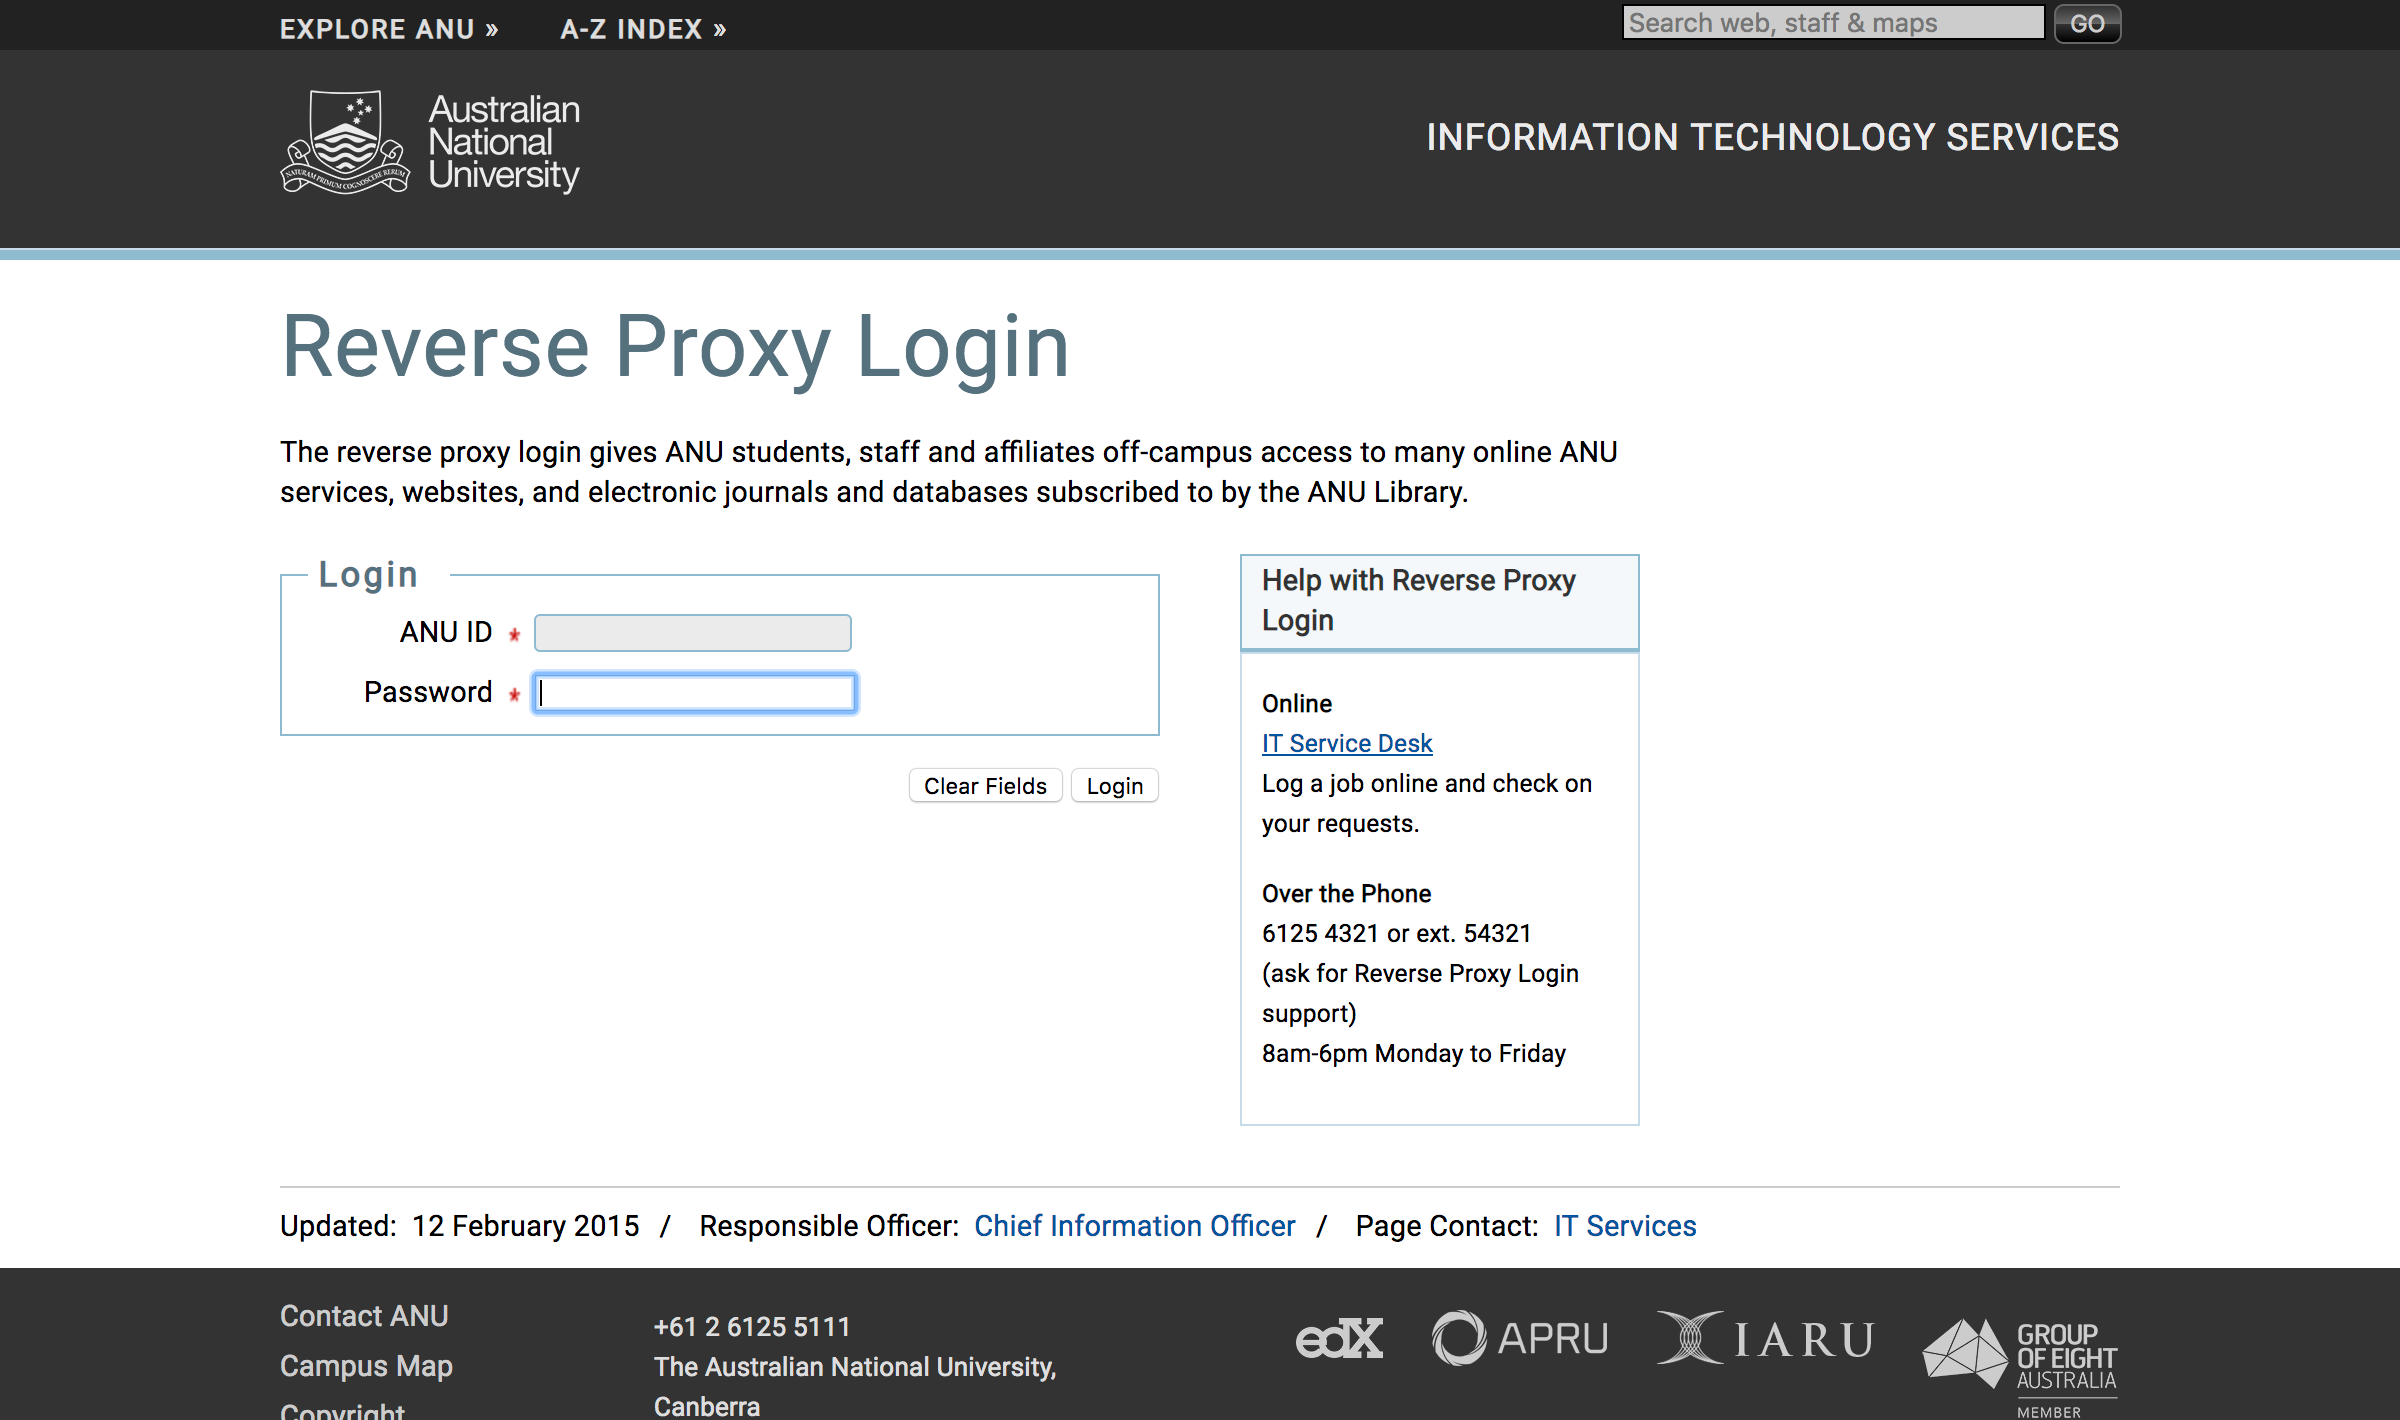 EXPLORE ANU »
A-Z INDEX »
Search web, staff & maps
GO
Australian
National
University
NATURAM PRIMUM COGNOSCERE RERUM
INFORMATION TECHNOLOGY SERVICES
Reverse Proxy Login
The reverse proxy login gives ANU students, staff and affiliates off-campus access to many online ANU
services, websites, and electronic journals and databases subscribed to by the ANU Library.
Login
ANU ID *
Password *
Clear Fields
Login
Help with Reverse Proxy
Login
Online
IT Service Desk
Log a job online and check on
your requests.
Over the Phone
6125 4321 or ext. 54321
(ask for Reverse Proxy Login
support)
8am-6pm Monday to Friday
Updated: 12 February 2015 / Responsible Officer: Chief Information Officer / Page Contact: IT Services
Contact ANU
Campus Map
Copyright
+61 2 6125 5111
The Australian National University,
Canberra
edX
APRU
IARU
GROUP
OF EIGHT
AUSTRALIA
MEMBER